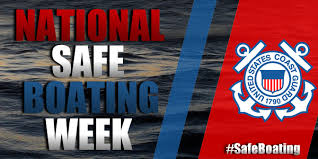 NATIONAL
SAFE
BOATING
WEEK
UNITED STATES COAST GUARD
1790
#SafeBoating